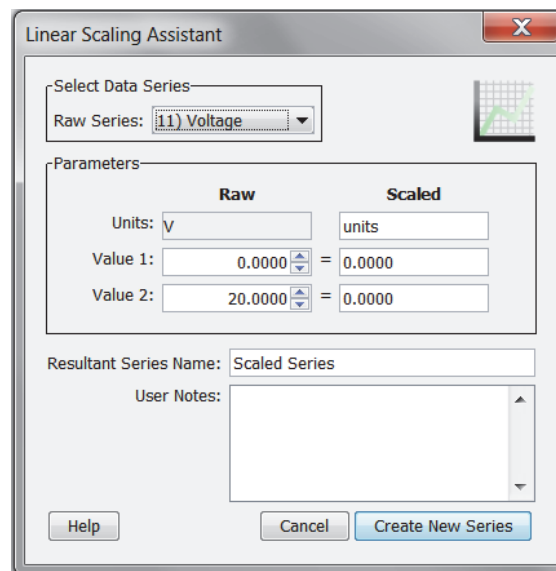 Linear Scaling Assistant
X
Select Data Series
Raw Series: 11) Voltage
Parameters
Raw Scaled
Units: V units
Value 1: 0.0000 = 0.0000
Value 2: 20.0000 = 0.0000
Resultant Series Name: Scaled Series
User Notes:
Help Cancel Create New Series